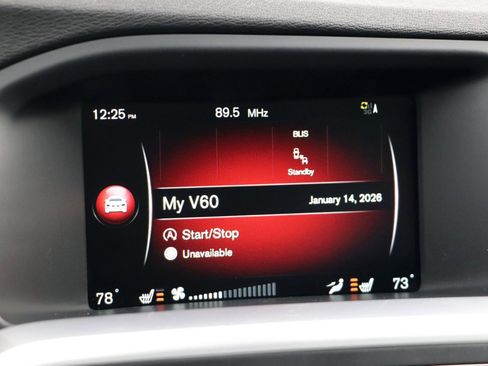 12:25 PM 89.5 MHz A
BLIS
Standby
My V60 January 14, 2026
Start/Stop
Unavailable
78° 73°